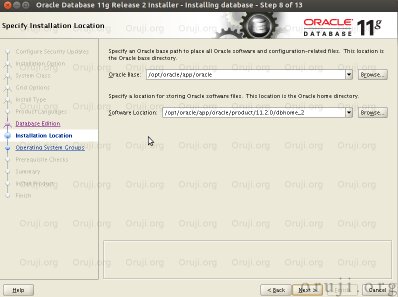 Oracle Database 11g Release 2 Installer - Installing database - Step 8 of 13
Specify Installation Location
ORACLE
DATABASE
11g
Configure Security Updates
Installation Option
System Class
Grid Options
Install Type
Product Languages
Database Edition
Installation Location
Operating System Groups
Prerequisite Checks
Summary
Install Product
Finish
Specify an Oracle base path to place all Oracle software and configuration-related files. This location is
the Oracle base directory.
Oracle Base: /opt/oracle/app/oracle Browse...
Specify a location for storing Oracle software files. This location is the Oracle home directory.
Software Location: /opt/oracle/app/oracle/product/11.2.0/dbhome_2 Browse...
Help
< Back
Next >
Cancel
Oruji.org
oruji.org